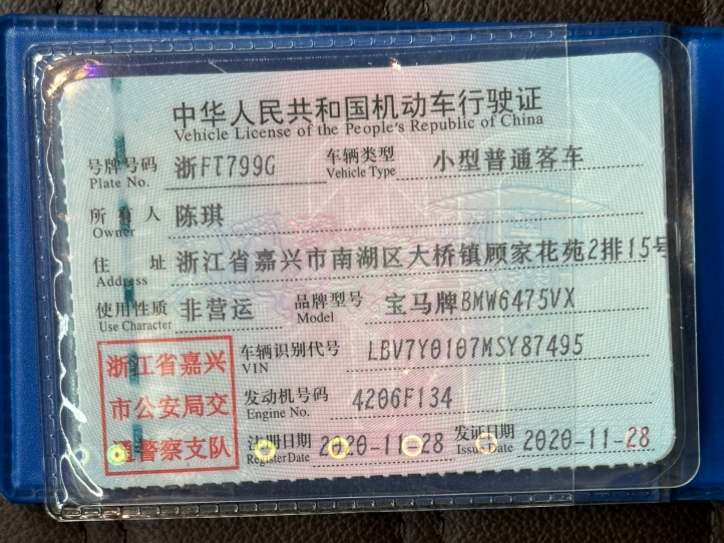 中华人民共和国机动车行驶证
Vehicle License of the People's Republic of China
号牌号码 浙FT799G 车辆类型 小型普通客车
Plate No. Vehicle Type
所有人 陈琪
Owner
住址 浙江省嘉兴市南湖区大桥镇顾家花苑2排15号
Address
使用性质 非营运 品牌型号 宝马牌BMW6475VX
Use Character Model
浙江省嘉兴
市公安局交
通警察支队
车辆识别代号 LBV7Y0107MSY87495
VIN
发动机号码 4206F134
Engine No.
注册日期 2020-11-28 发证日期 2020-11-28
Register Date Issue Date